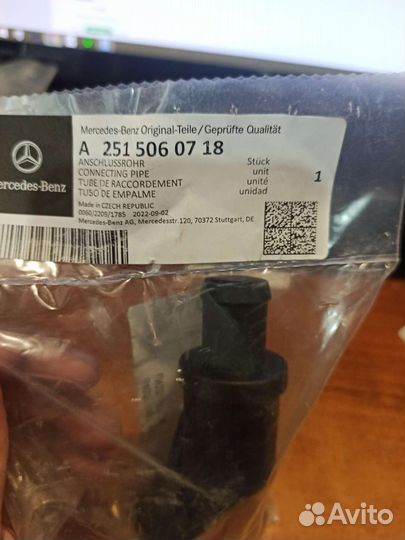 Mercedes-Benz Original-Teile/Geprüfte Qualität
A 251 506 07 18
ANSCHLUSSROHR
CONNECTING PIPE
TUBE DE RACCORDEMENT
TUBO DE EMPALME
Stück
unit
unité
unidad
1
Made in CZECH REPUBLIC
0060/2209/1785 2022-09-02
Mercedes-Benz AG, Mercedesstr.120, 70372 Stuttgart, DE
ercedes-Benz
Avito